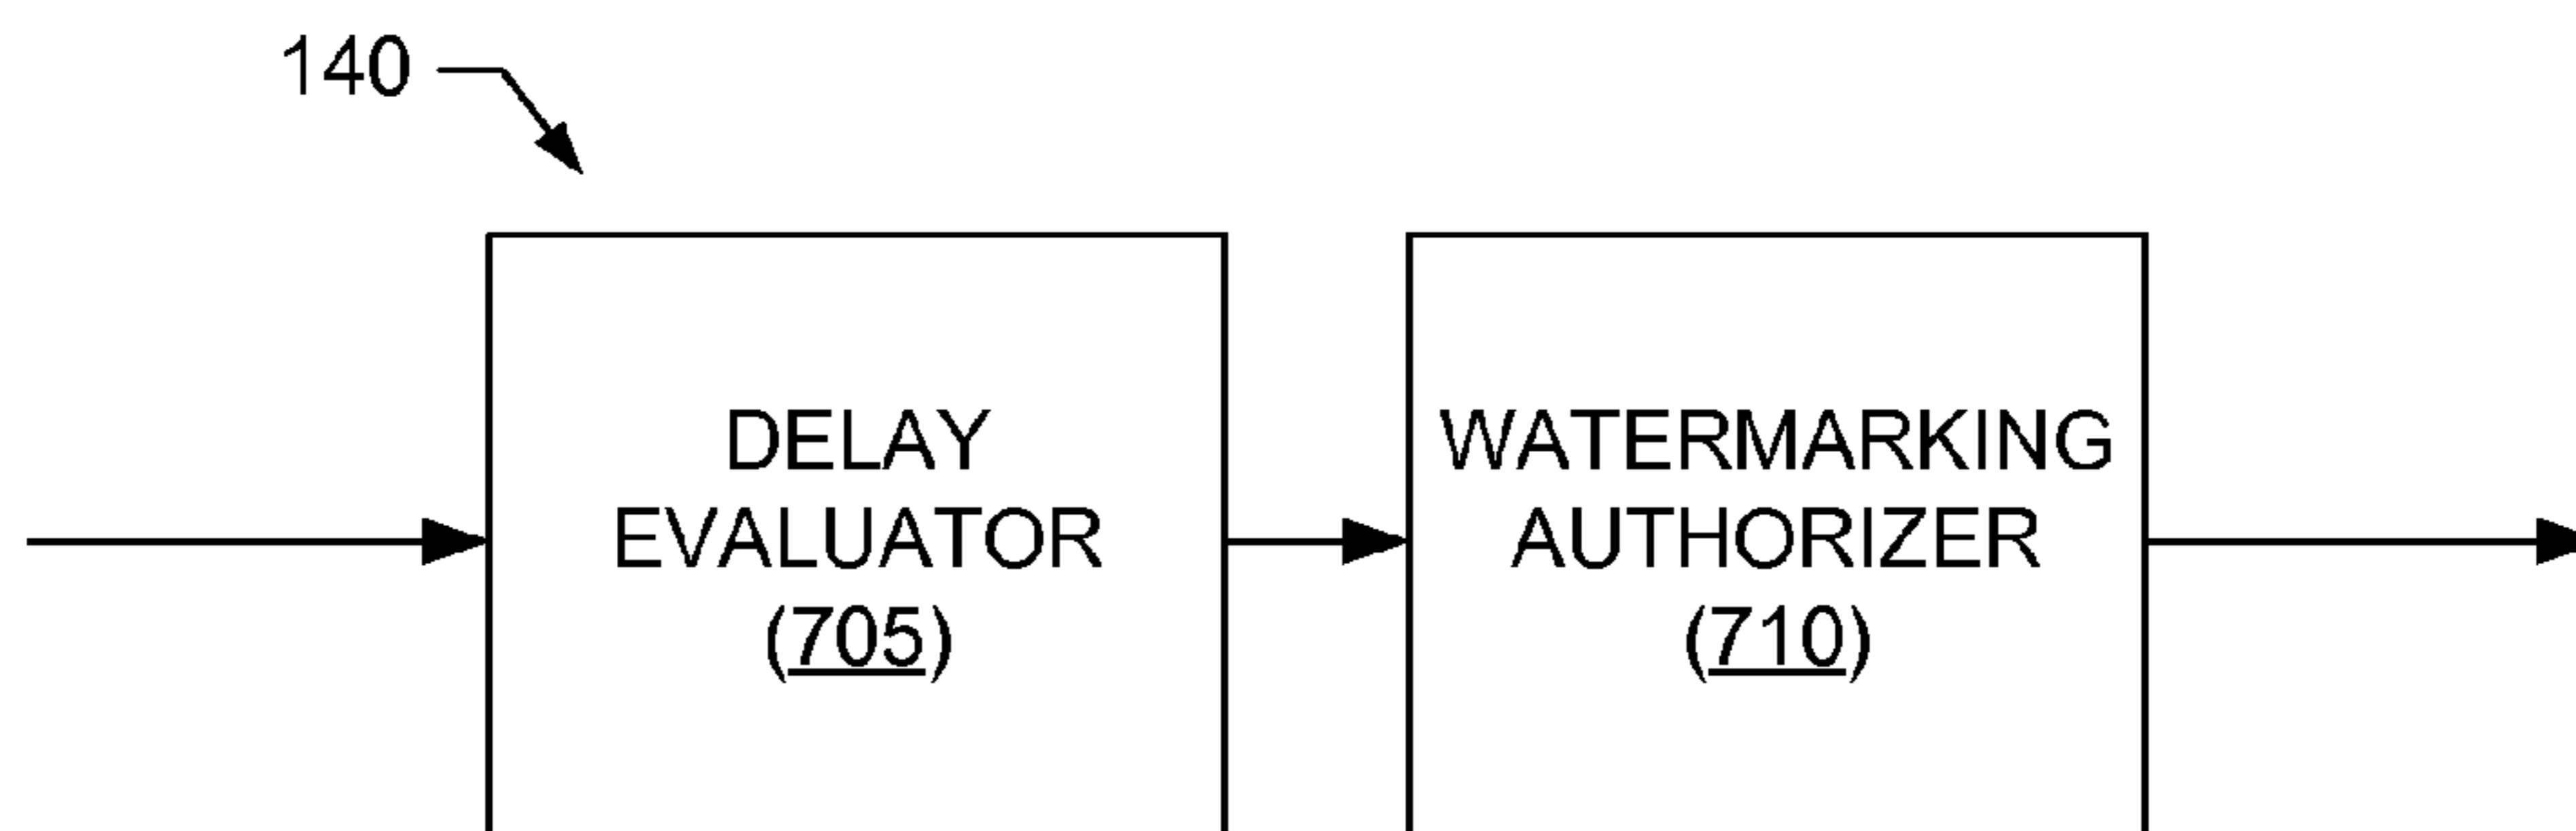 140
DELAY
EVALUATOR
(705)
WATERMARKING
AUTHORIZER
(710)